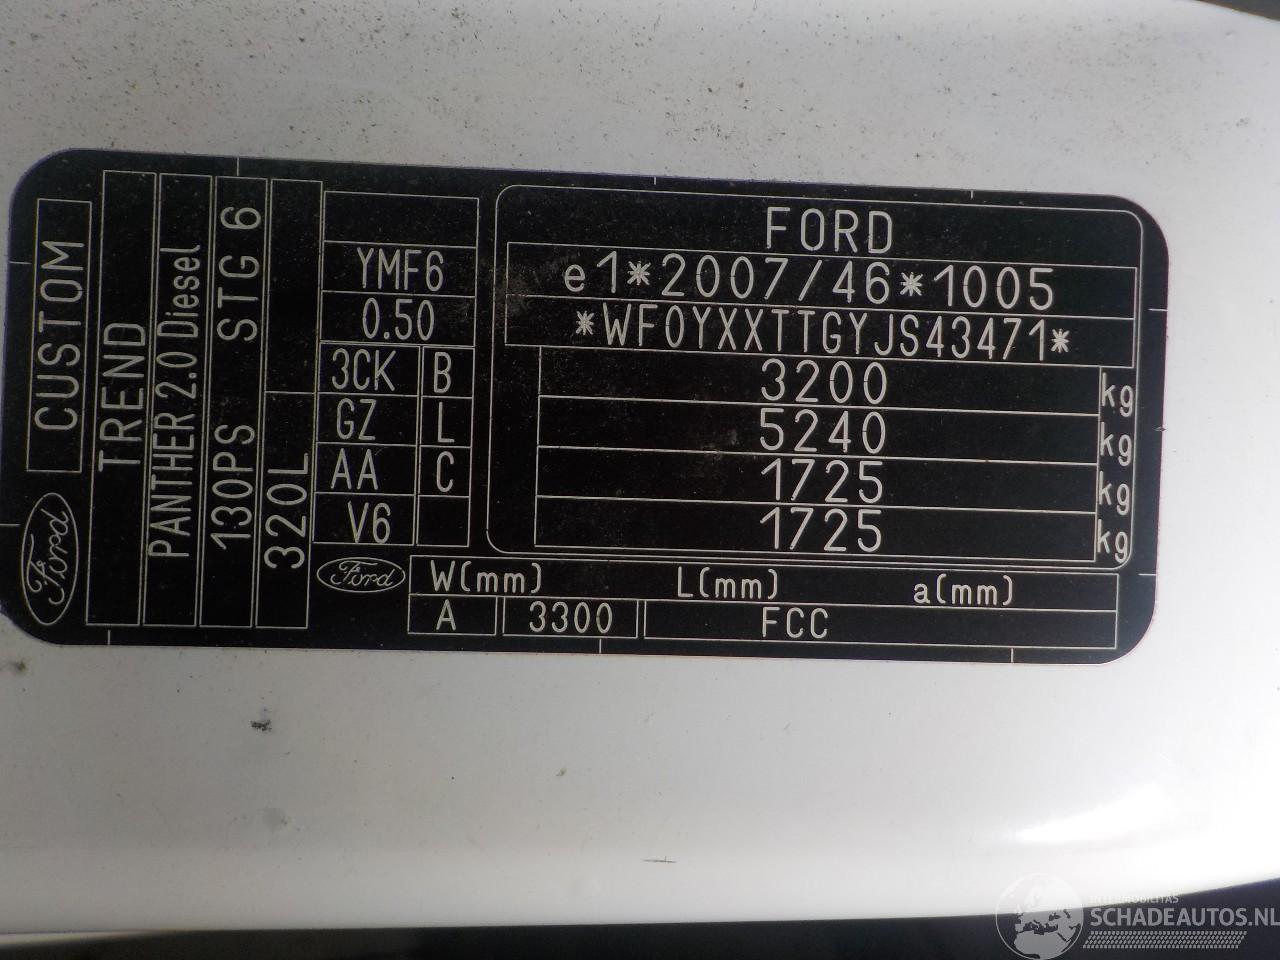 CUSTOM
Ford
TREND
PANTHER 2.0 Diesel
130PS STG 6
320L
YMF6
0.50
3CK B
GZ L
AA C
V6
Ford
FORD
e1*2007/46*1005
*WF0YXXTTGYJS43471*
3200 kg
5240 kg
1725 kg
1725 kg
W(mm) L(mm) a(mm)
A 3300 FCC
INTERMOBILITAS
SCHADEAUTOS.NL